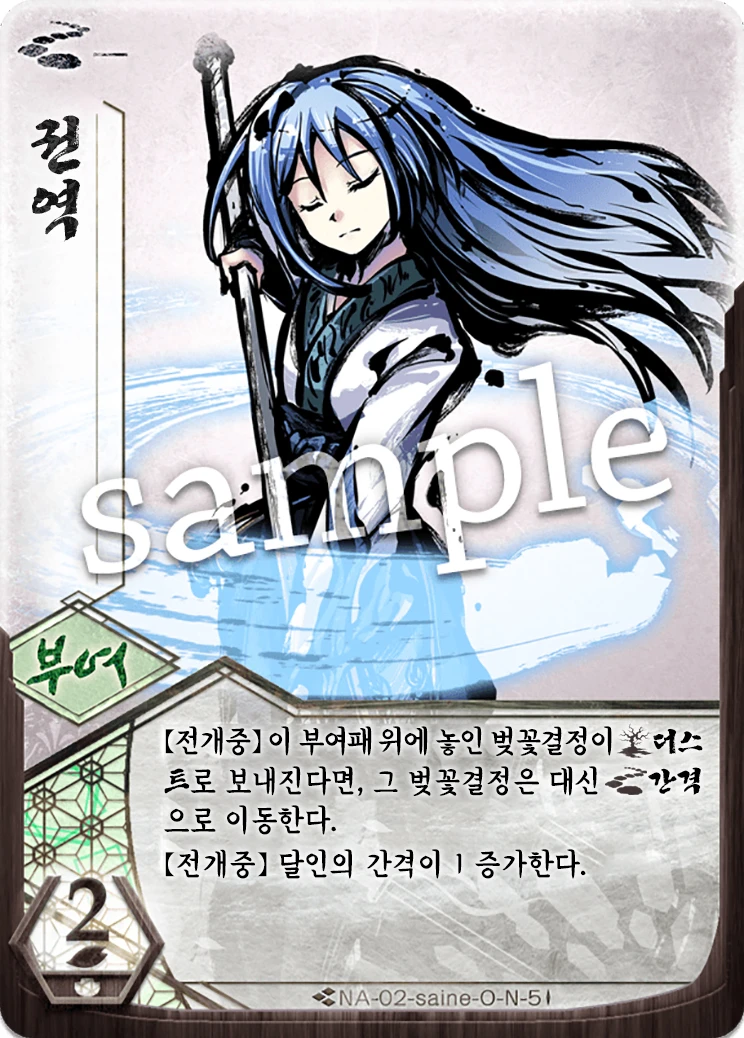 권역
sample
부여
【전개중】이 부여패 위에 놓인 벚꽃결정이 더스
트로 보내진다면, 그 벚꽃결정은 대신 간격
으로 이동한다.
【전개중】 달인의 간격이 1 증가한다.
2
NA-02-saine-O-N-5